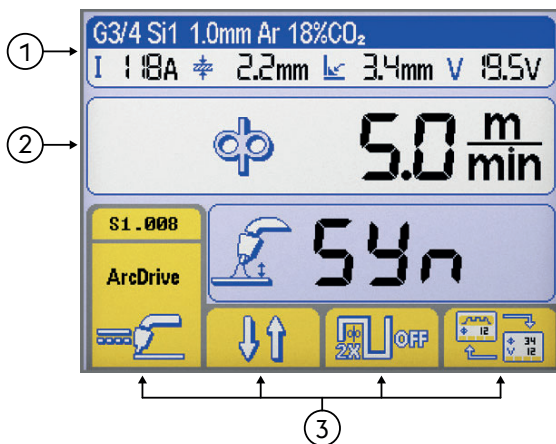 G3/4 Si1 1.0mm Ar 18%CO₂
I 118A 2.2mm 3.4mm V 19.5V
1
2
5.0 m/min
S1.008
ArcDrive
Syn
2X OFF
12
34
V 12
3